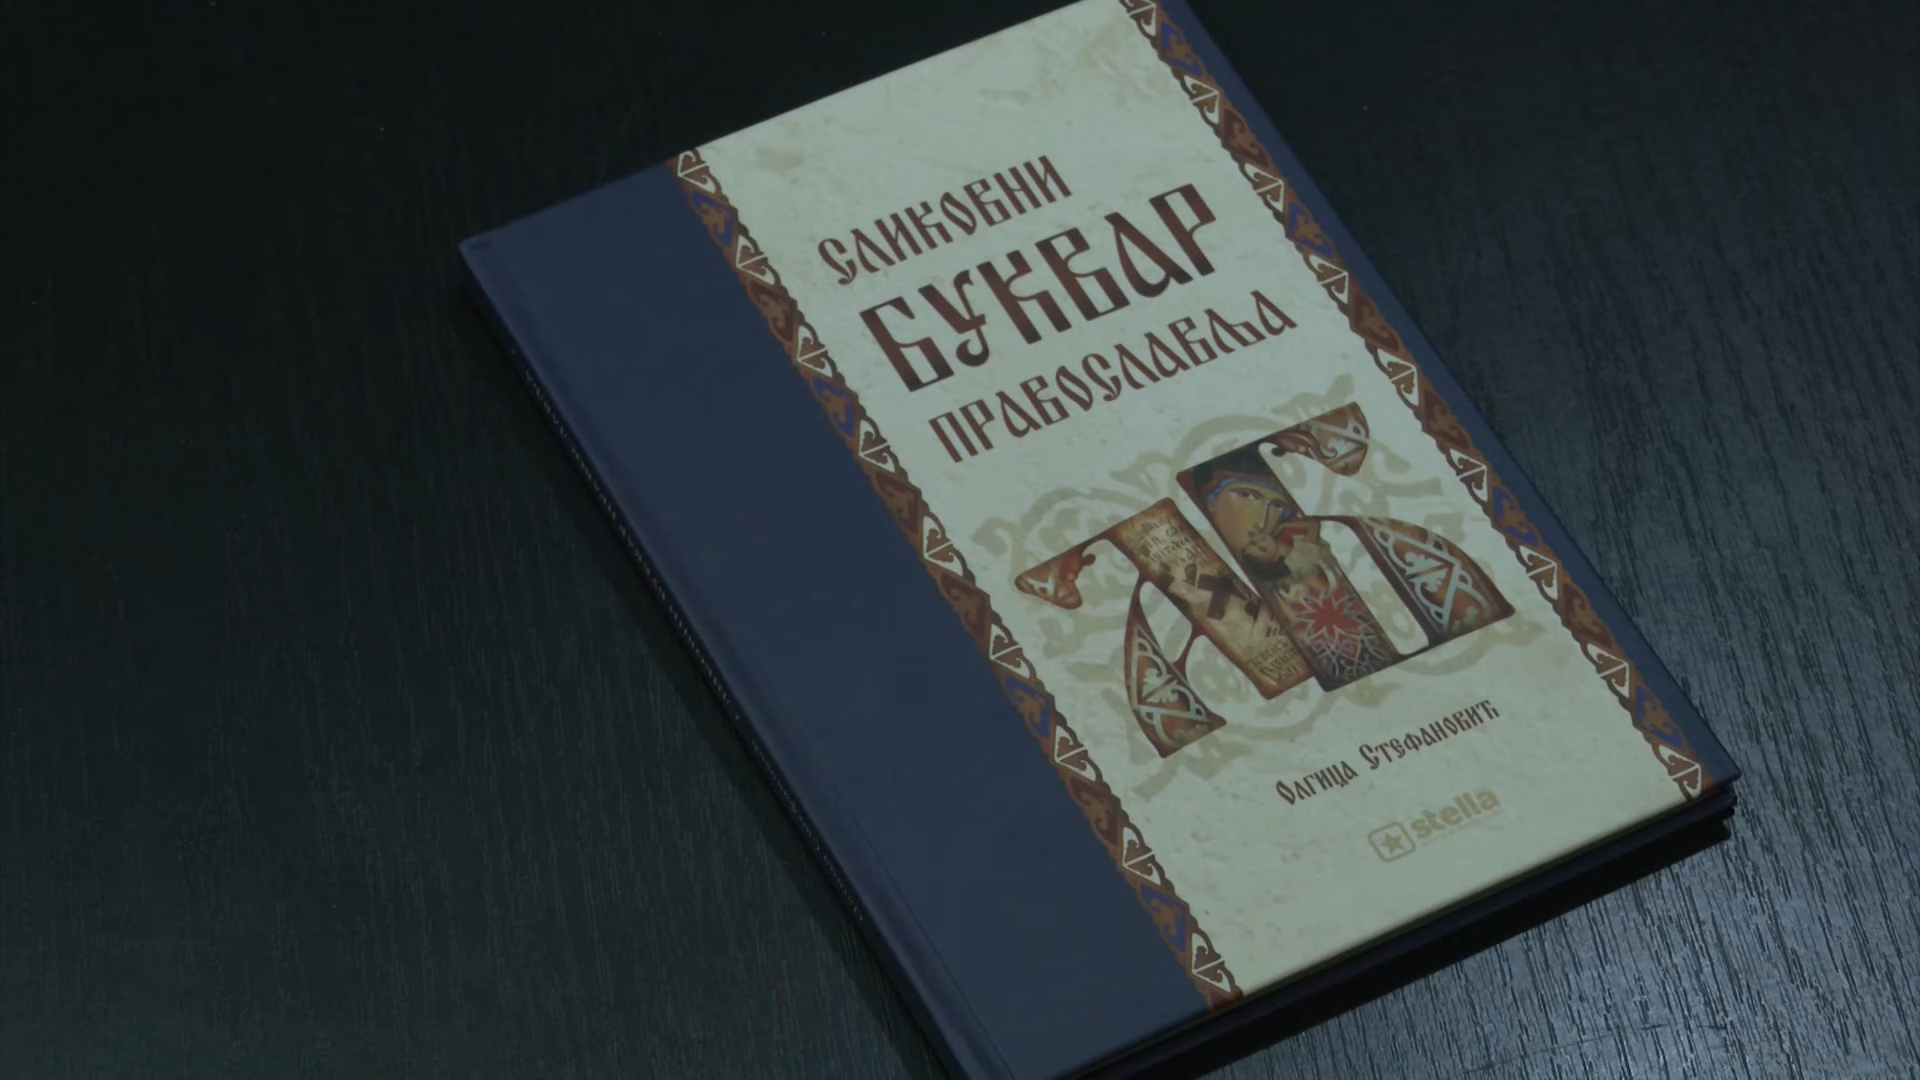 СЛИКОВНИ
БУКВАР
ПРАВОСЛАВЉА
ОЛГИЦА СТЕФАНОВИЋ
stella